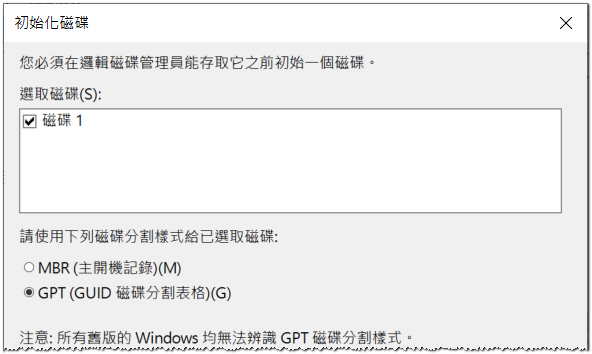 初始化磁碟
您必須在邏輯磁碟管理員能存取它之前初始一個磁碟。
選取磁碟(S):
磁碟 1
請使用下列磁碟分割樣式給已選取磁碟:
MBR (主開機記錄)(M)
GPT (GUID 磁碟分割表格)(G)
注意: 所有舊版的 Windows 均無法辨識 GPT 磁碟分割樣式。